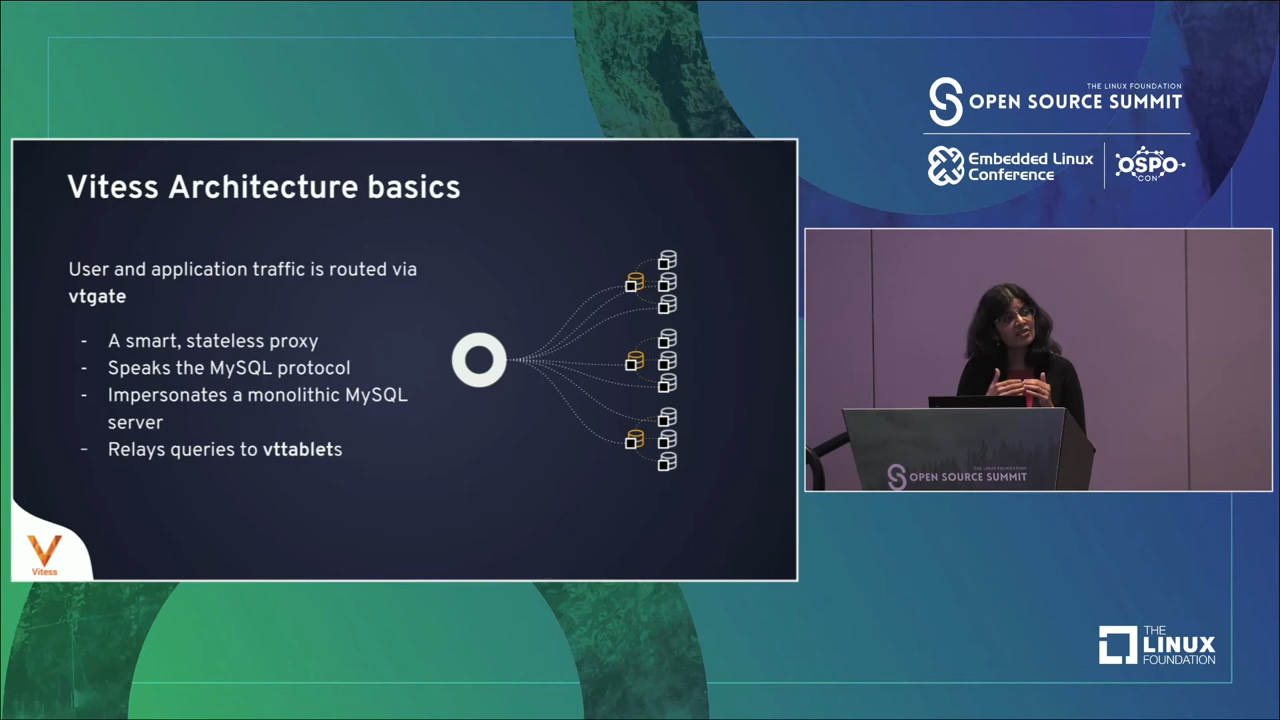 Vitess Architecture basics
User and application traffic is routed via
vtgate
- A smart, stateless proxy
- Speaks the MySQL protocol
- Impersonates a monolithic MySQL
server
- Relays queries to vttablets
Vitess
THE LINUX FOUNDATION
OPEN SOURCE SUMMIT
Embedded Linux
Conference
OSPO
CON
THE LINUX FOUNDATION
OPEN SOURCE SUMMIT
THE
LINUX
FOUNDATION